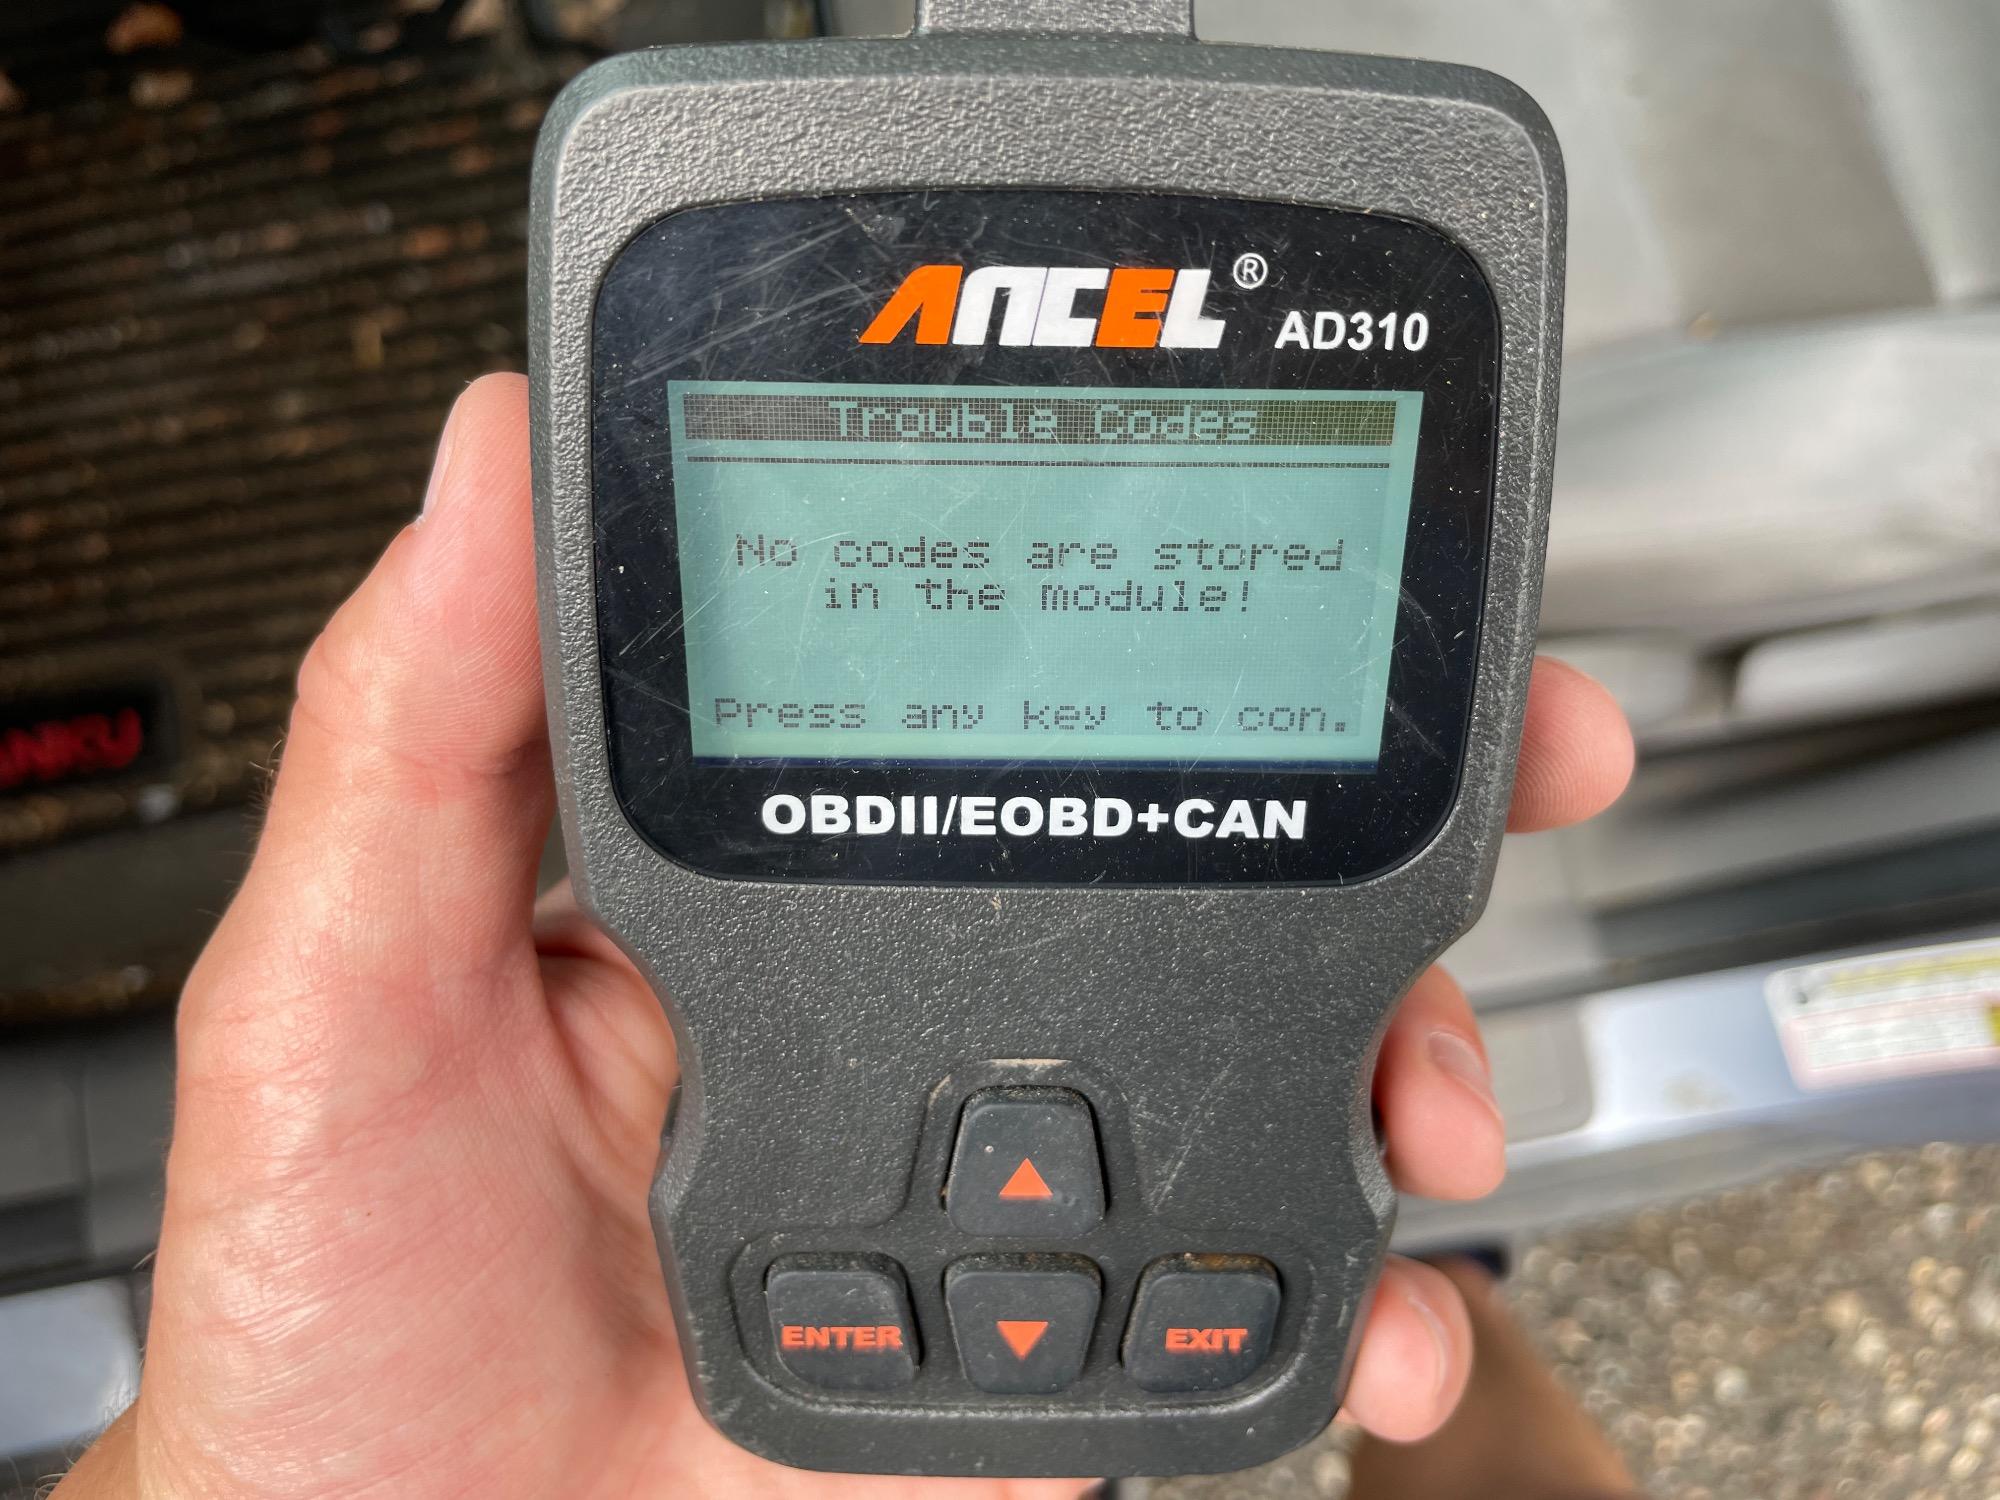 ANCEL®
AD310
Trouble Codes
No codes are stored
in the module!
Press any key to con.
OBDII/EOBD+CAN
ENTER
EXIT